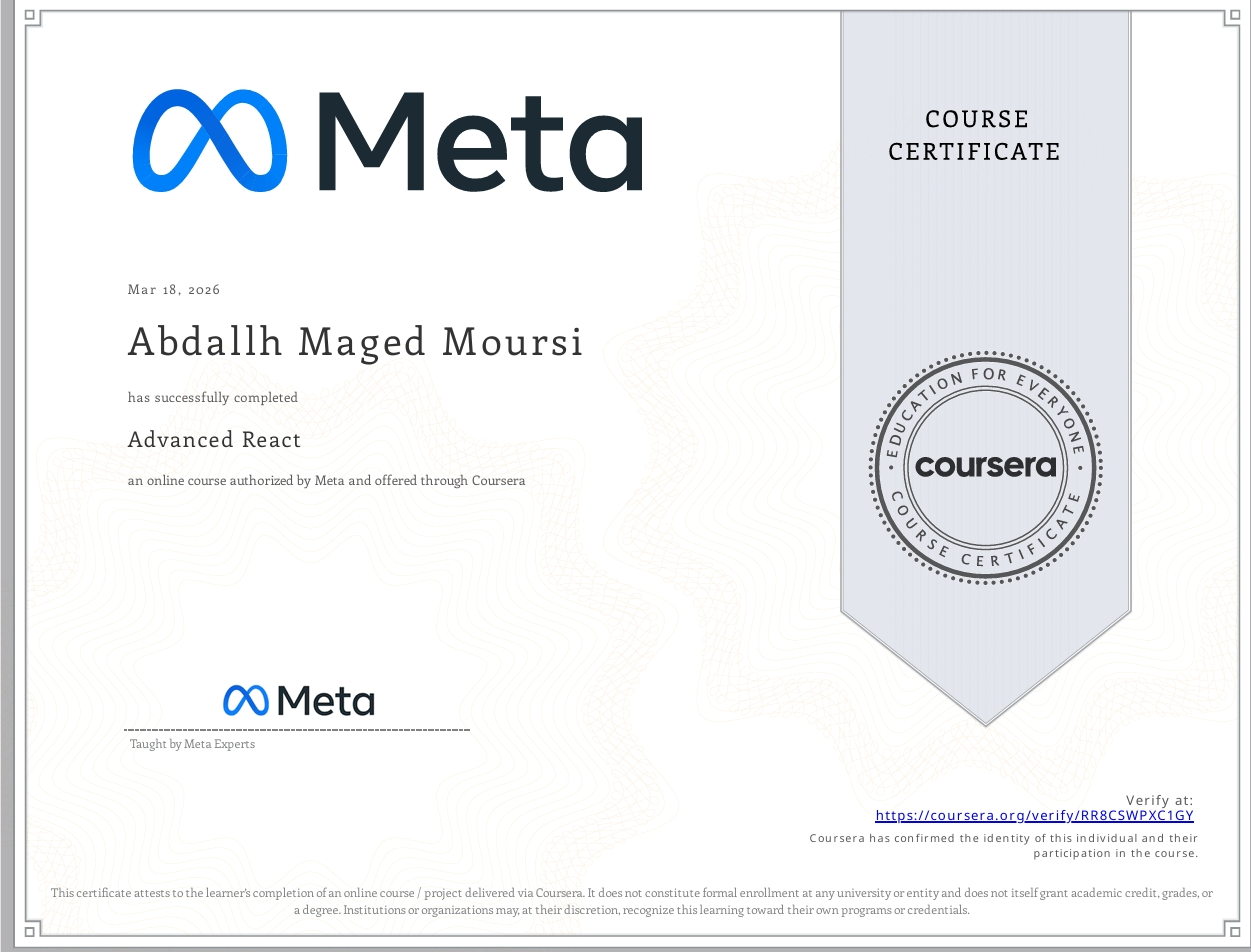 Meta
COURSE
CERTIFICATE
Mar 18, 2026
Abdallh Maged Moursi
has successfully completed
Advanced React
an online course authorized by Meta and offered through Coursera
EDUCATION FOR EVERYONE
coursera
COURSE CERTIFICATE
Meta
Taught by Meta Experts
Verify at:
https://coursera.org/verify/RR8CSWPXC1GY
Coursera has confirmed the identity of this individual and their
participation in the course.
This certificate attests to the learner's completion of an online course / project delivered via Coursera. It does not constitute formal enrollment at any university or entity and does not itself grant academic credit, grades, or
a degree. Institutions or organizations may, at their discretion, recognize this learning toward their own programs or credentials.